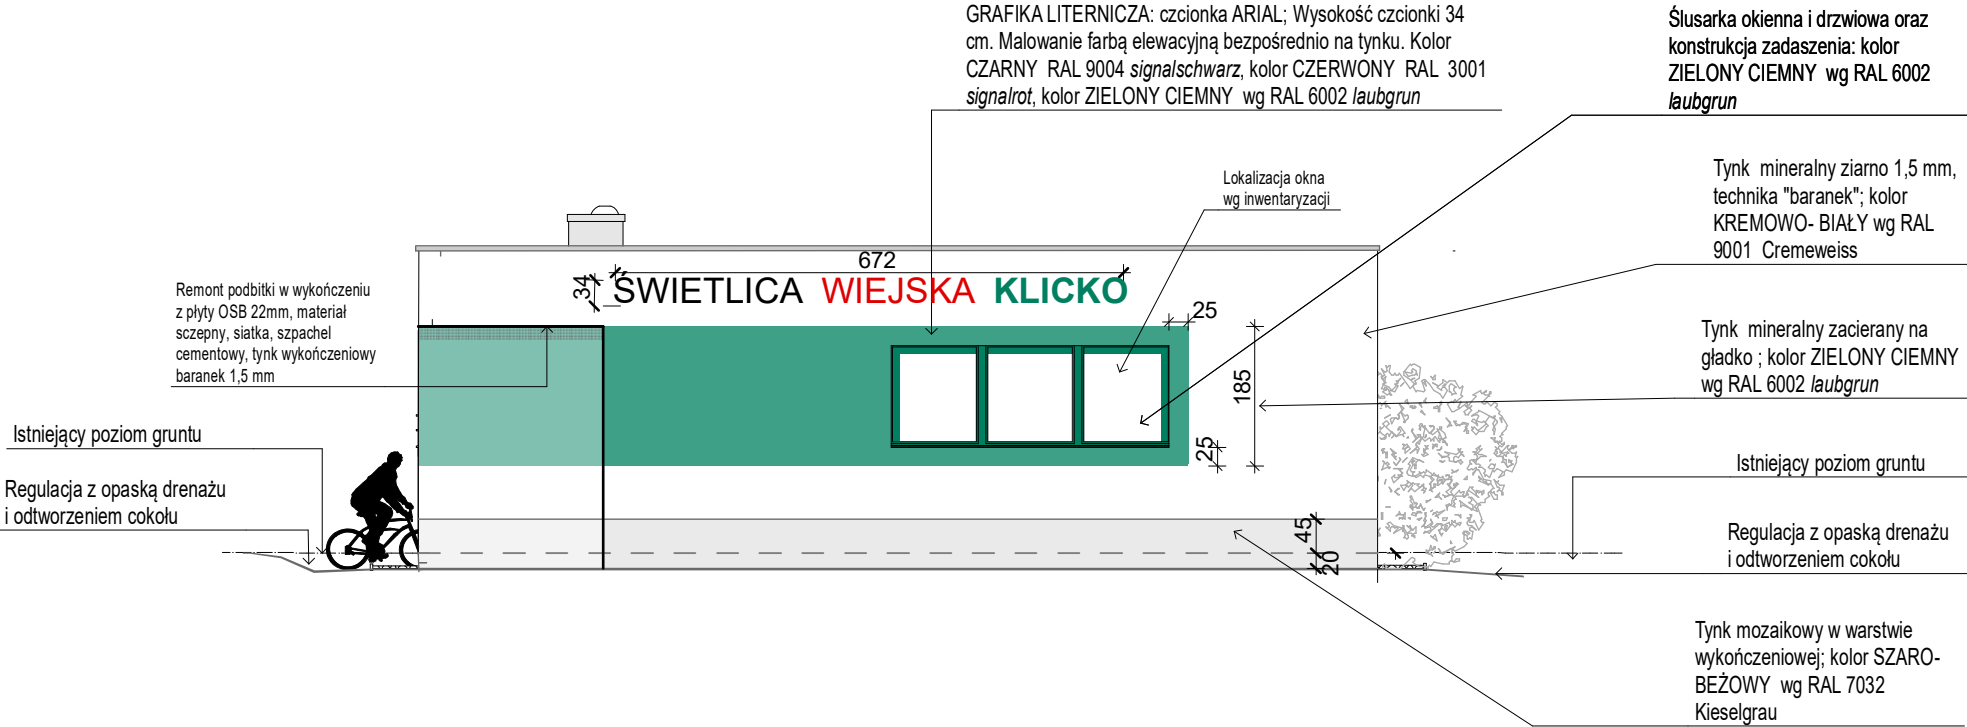 GRAFIKA LITERNICZA: czcionka ARIAL; Wysokość czcionki 34
cm. Malowanie farbą elewacyjną bezpośrednio na tynku. Kolor
CZARNY RAL 9004 signalschwarz, kolor CZERWONY RAL 3001
signalrot, kolor ZIELONY CIEMNY wg RAL 6002 laubgrun
Ślusarka okienna i drzwiowa oraz
konstrukcja zadaszenia: kolor
ZIELONY CIEMNY wg RAL 6002
laubgrun
Lokalizacja okna
wg inwentaryzacji
Tynk mineralny ziarno 1,5 mm,
technika "baranek"; kolor
KREMOWO- BIAŁY wg RAL
9001 Cremeweiss
672
34
ŚWIETLICA WIEJSKA KLICKO
Remont podbitki w wykończeniu
z płyty OSB 22mm, materiał
sczepny, siatka, szpachel
cementowy, tynk wykończeniowy
baranek 1,5 mm
25
185
25
Tynk mineralny zacierany na
gładko ; kolor ZIELONY CIEMNY
wg RAL 6002 laubgrun
Istniejący poziom gruntu
Regulacja z opaską drenażu
i odtworzeniem cokołu
45
20
Istniejący poziom gruntu
Regulacja z opaską drenażu
i odtworzeniem cokołu
Tynk mozaikowy w warstwie
wykończeniowej; kolor SZARO-
BEŻOWY wg RAL 7032
Kieselgrau